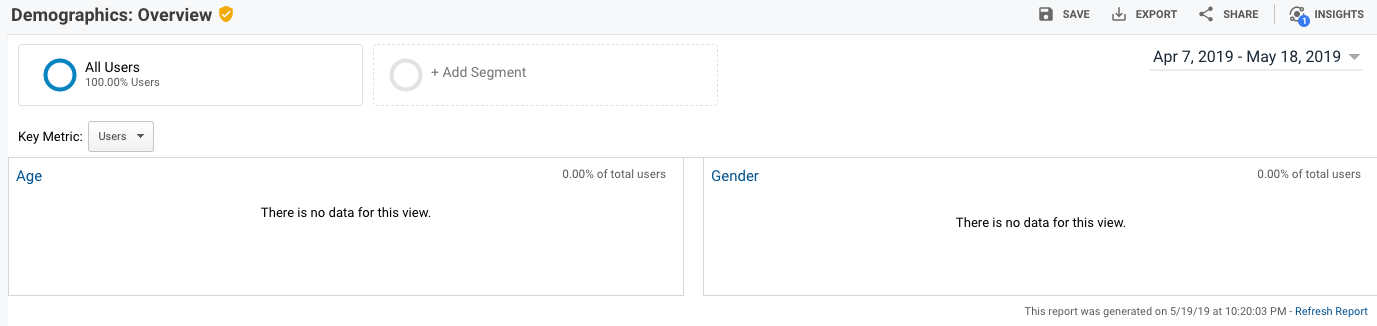 Demographics: Overview
SAVE
EXPORT
SHARE
1
INSIGHTS
All Users
100.00% Users
+ Add Segment
Apr 7, 2019 - May 18, 2019
Key Metric:
Users
Age
0.00% of total users
There is no data for this view.
Gender
0.00% of total users
There is no data for this view.
This report was generated on 5/19/19 at 10:20:03 PM - Refresh Report